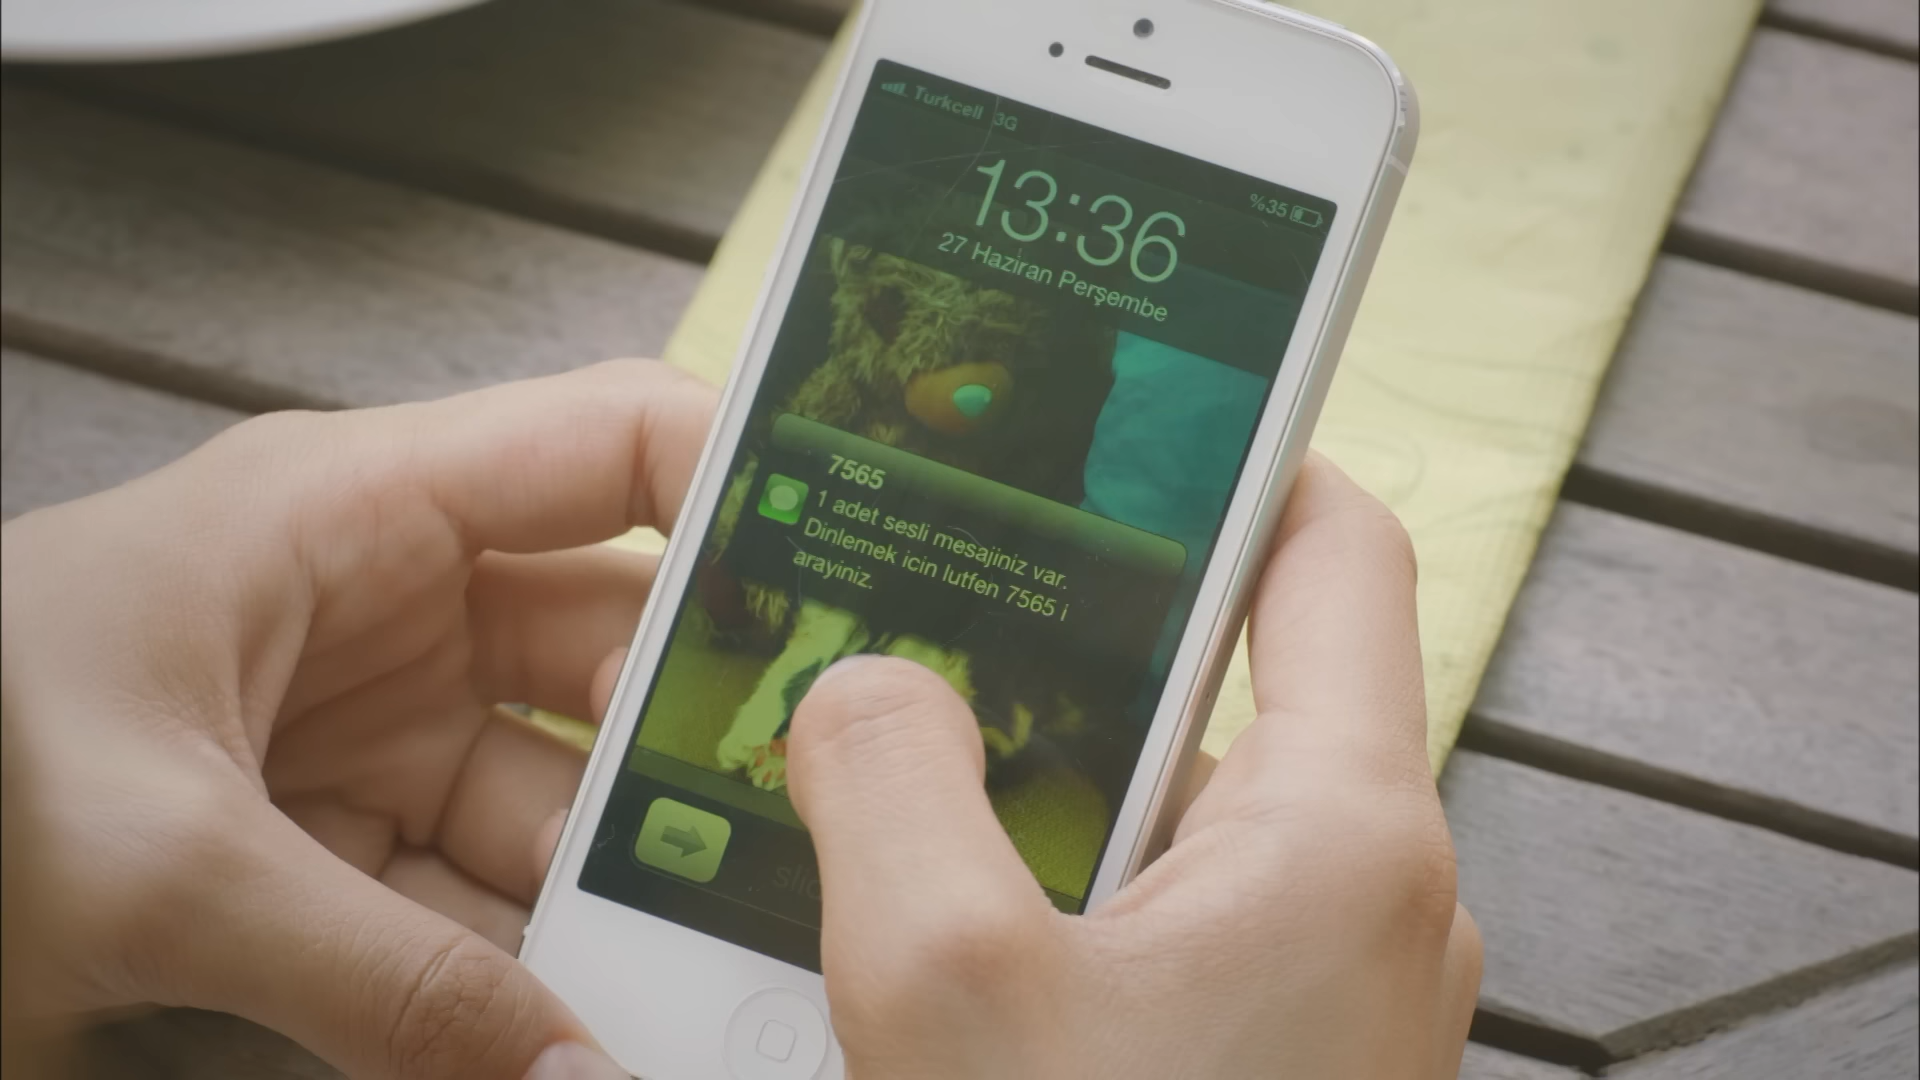 Turkcell 3G
%35
13:36
27 Haziran Perşembe
7565
1 adet sesli mesajiniz var.
Dinlemek icin lutfen 7565 i
arayiniz.